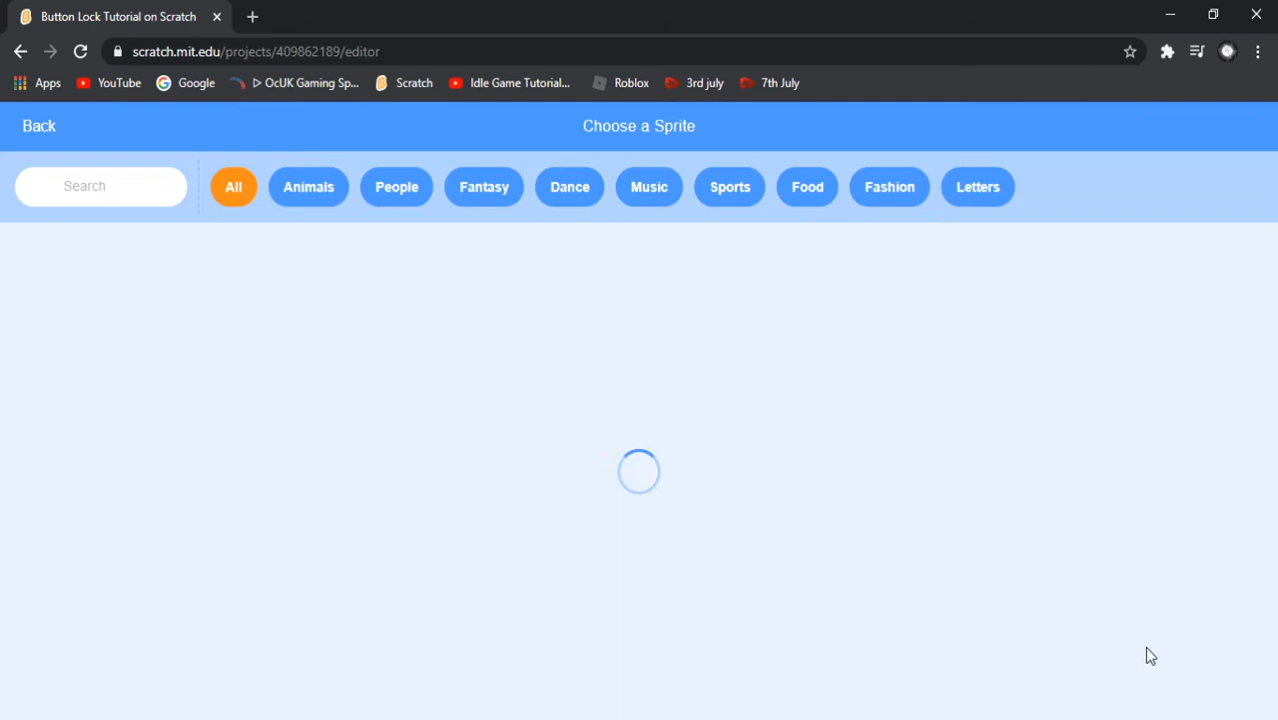 Button Lock Tutorial on Scratch
scratch.mit.edu/projects/409862189/editor
Apps YouTube Google ▷ OcUK Gaming Sp... Scratch Idle Game Tutorial... Roblox 3rd july 7th July
Back Choose a Sprite
Search All Animals People Fantasy Dance Music Sports Food Fashion Letters